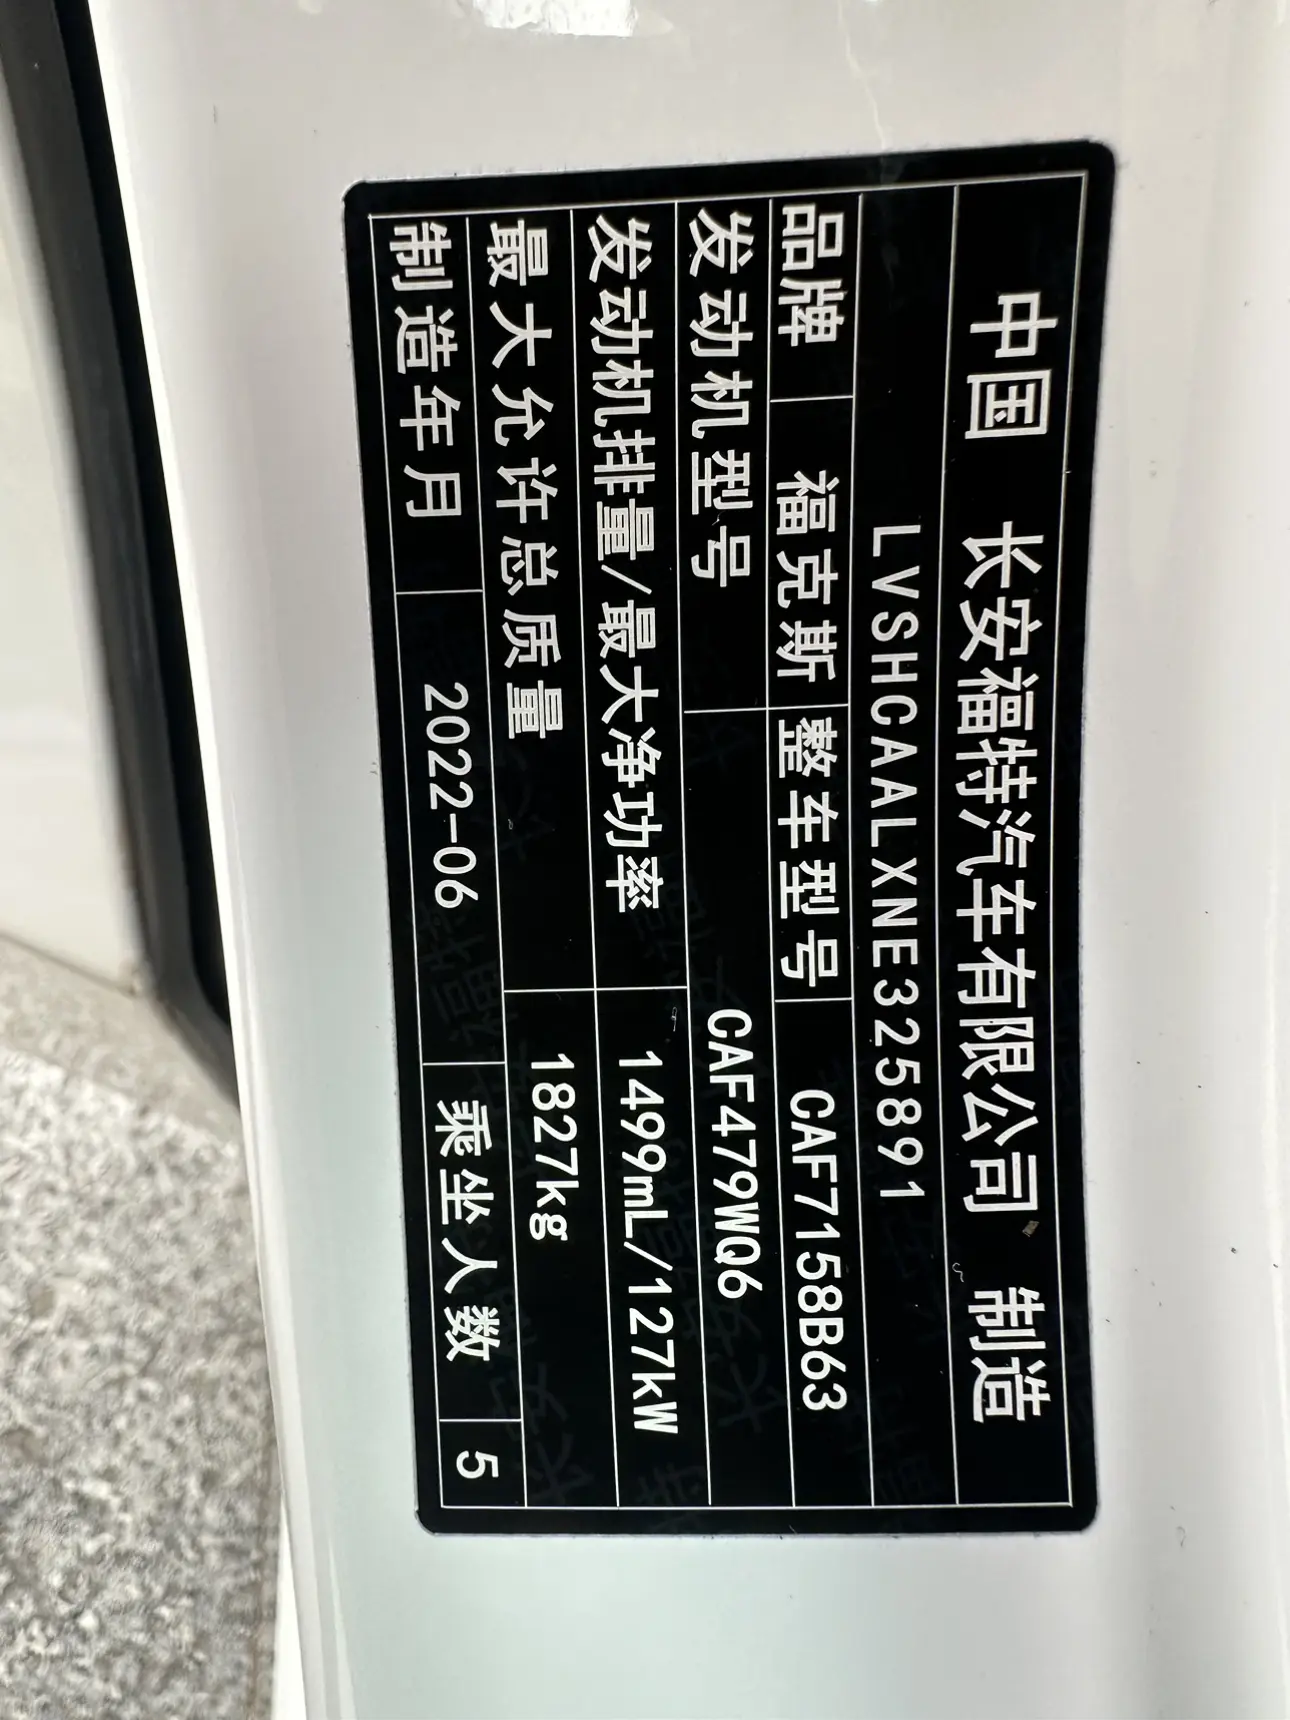 中国 长安福特汽车有限公司 制造
LVSHCAALXNE325891
品牌 福克斯 整车型号 CAF7158B63
发动机型号 CAF479WQ6
发动机排量/最大净功率 1499mL/127kW
最大允许总质量 1827kg
制造年月 2022-06 乘坐人数 5